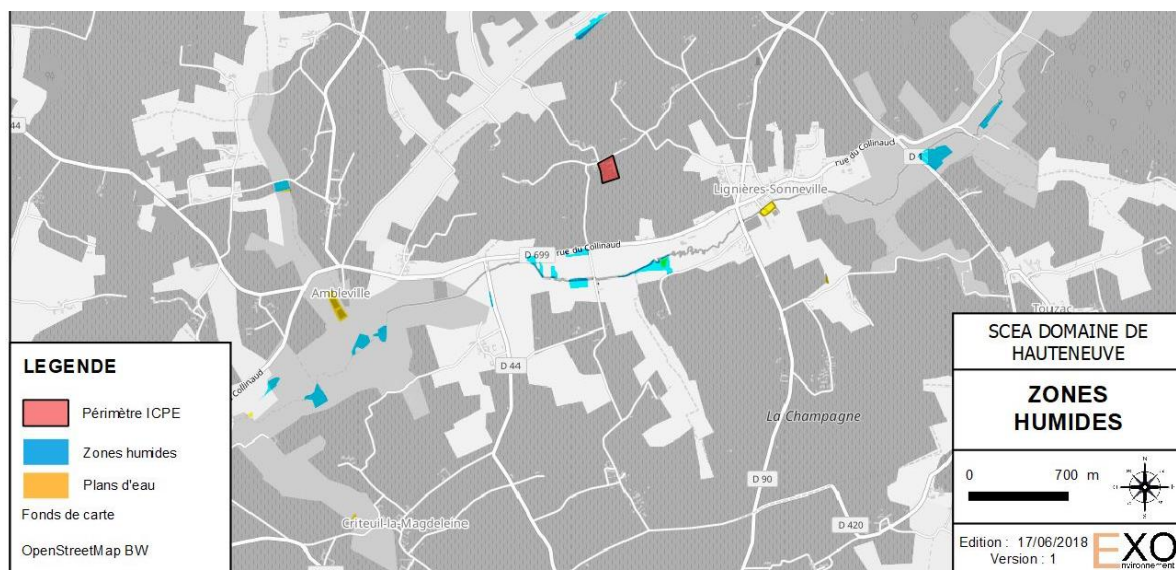 44
D 1
rue du Collinaud
Lignières-Sonneville
D 699
rue du Collinaud
Ambleville
Touzac
D 44
Collinaud
La Champagne
D 90
Criteuil-la-Magdeleine
D 420
LEGENDE
Périmètre ICPE
Zones humides
Plans d'eau
Fonds de carte
OpenStreetMap BW
SCEA DOMAINE DE
HAUTENEUVE
ZONES
HUMIDES
0 700 m
N
Edition : 17/06/2018
Version : 1
EXO
nvironnement